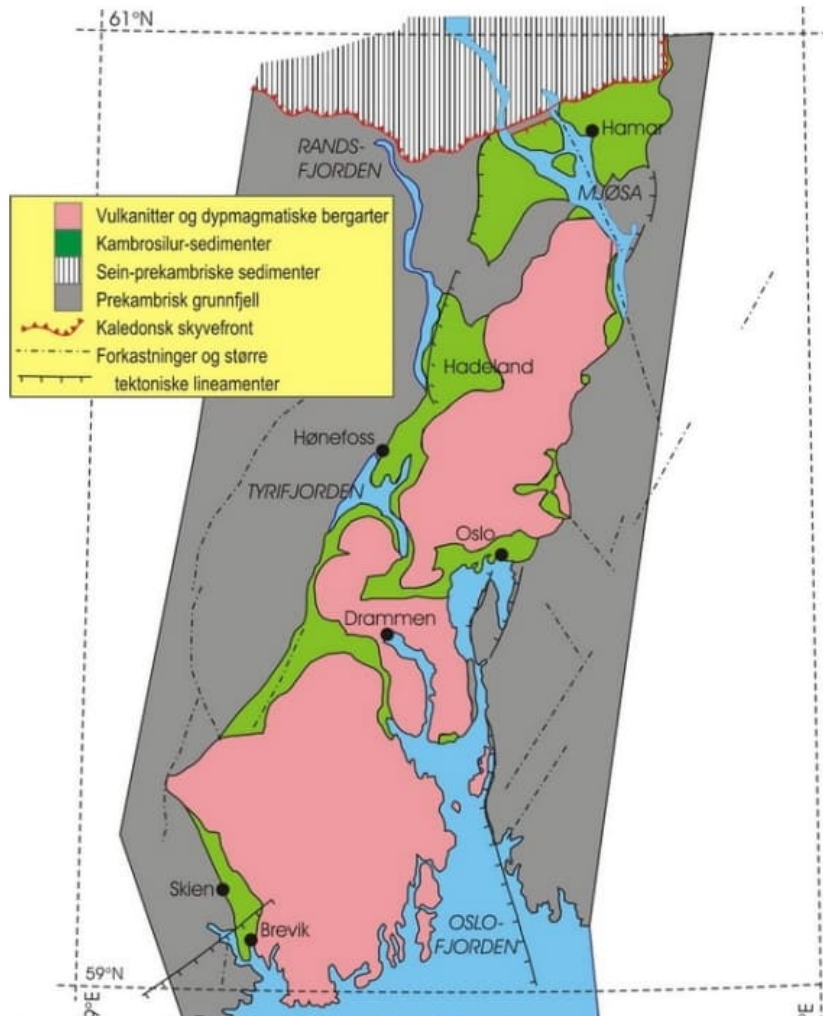 61°N
Hamar
RANDS-
FJORDEN
MJØSA
Vulkanitter og dypmagmatiske bergarter
Kambrosilur-sedimenter
Sein-prekambriske sedimenter
Prekambrisk grunnfjell
Kaledonsk skyvefront
Forkastninger og større
tektoniske lineamenter
Hadeland
Hønefoss
TYRIFJORDEN
Oslo
Drammen
Skien
Brevik
OSLO-
FJORDEN
59°N
9°E
°E